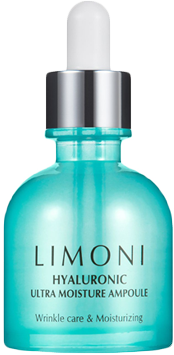 LIMONI
HYALURONIC
ULTRA MOISTURE AMPOULE
Wrinkle care & Moisturizing